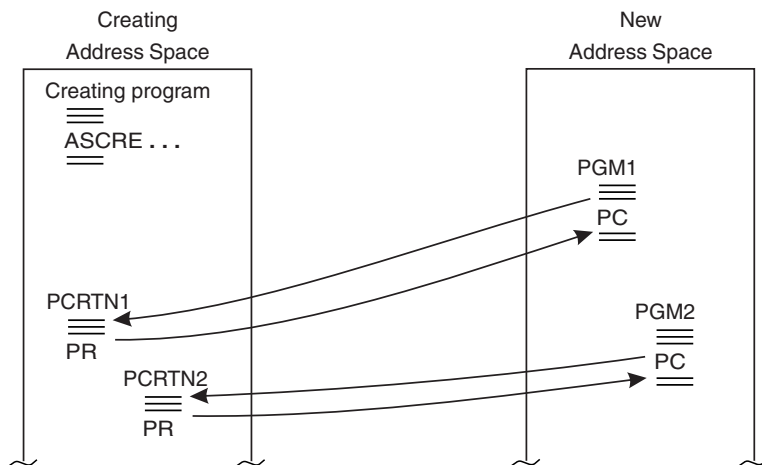 Creating
Address Space
New
Address Space
Creating program
ASCRE . . .
PGM1
PC
PCRTN1
PR
PGM2
PC
PCRTN2
PR